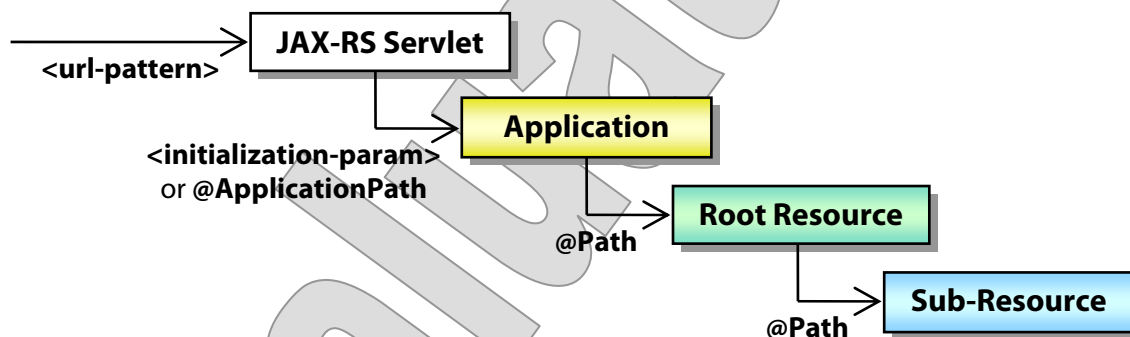 JAX-RS Servlet
<url-pattern>
Application
<initialization-param>
or @ApplicationPath
Root Resource
@Path
Sub-Resource
@Path